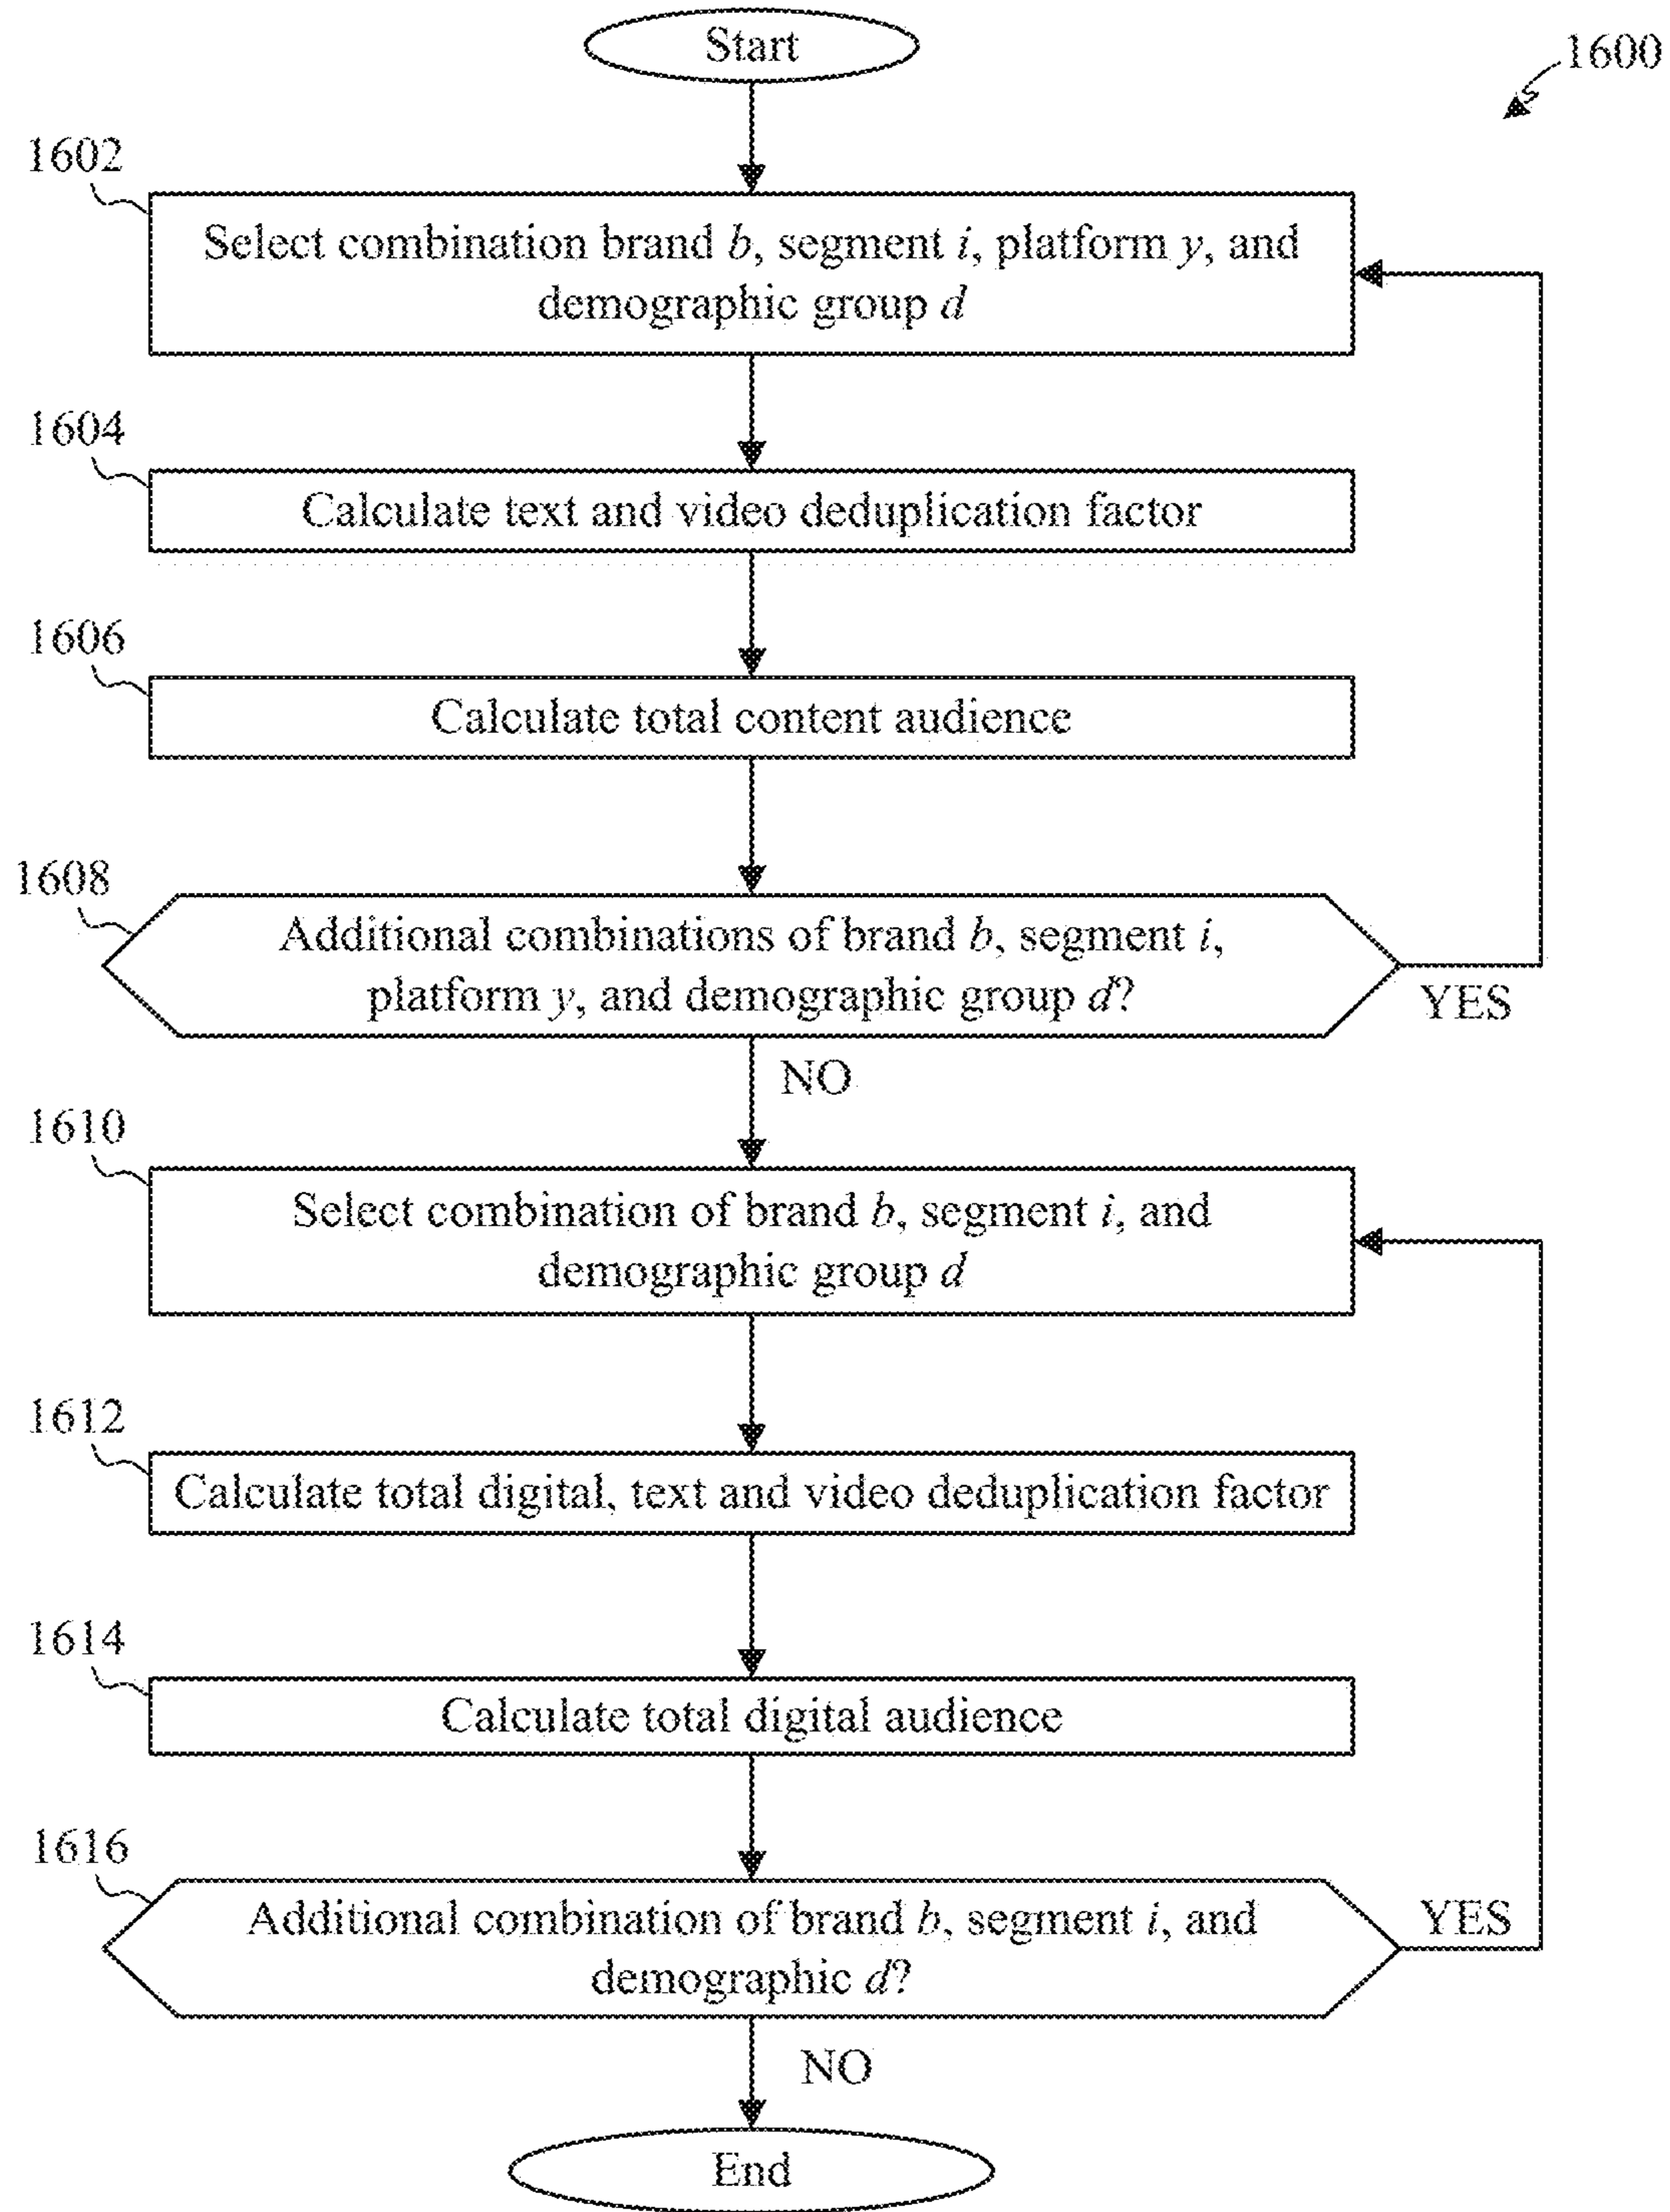 Start
1600
1602
Select combination brand b, segment i, platform y, and
demographic group d
1604
Calculate text and video deduplication factor
1606
Calculate total content audience
1608
Additional combinations of brand b, segment i,
platform y, and demographic group d?
YES
NO
1610
Select combination of brand b, segment i, and
demographic group d
1612
Calculate total digital, text and video deduplication factor
1614
Calculate total digital audience
1616
Additional combination of brand b, segment i, and
demographic d?
YES
NO
End